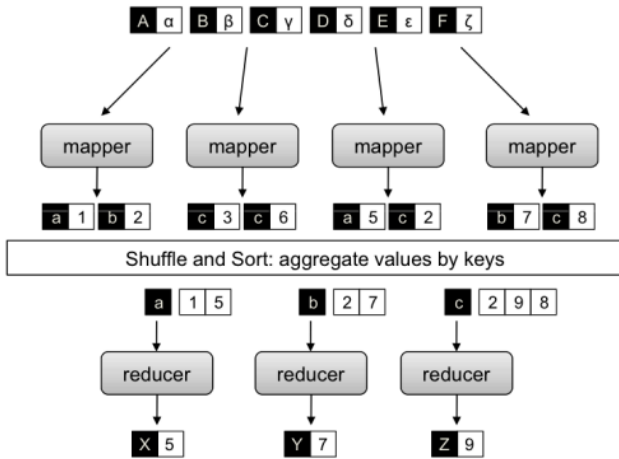 A α B β C γ D δ E ε F ζ
mapper mapper mapper mapper
a 1 b 2 c 3 c 6 a 5 c 2 b 7 c 8
Shuffle and Sort: aggregate values by keys
a 1 5 b 2 7 c 2 9 8
reducer reducer reducer
X 5 Y 7 Z 9